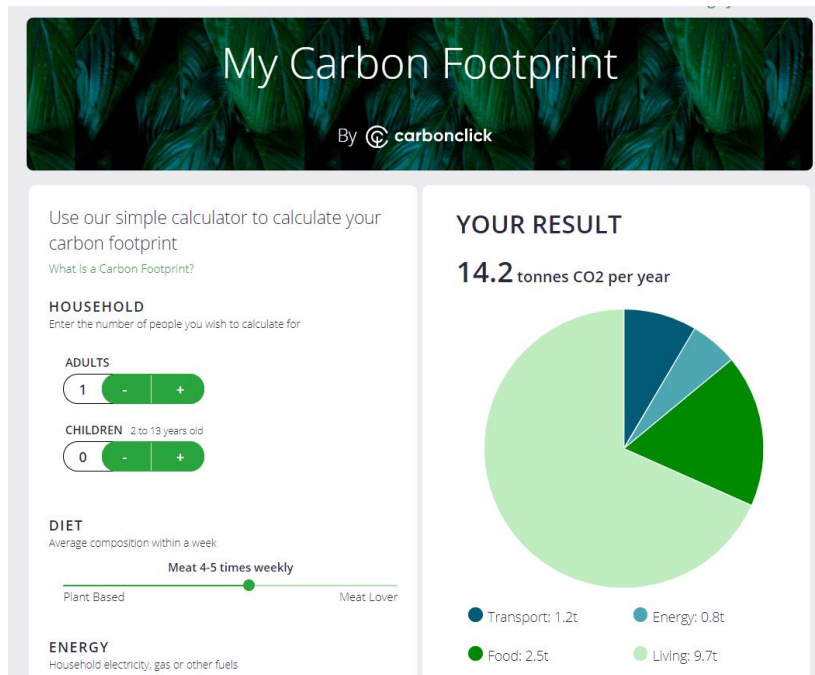 My Carbon Footprint
By carbonclick
Use our simple calculator to calculate your
carbon footprint
What is a Carbon Footprint?
HOUSEHOLD
Enter the number of people you wish to calculate for
ADULTS
1 - +
CHILDREN 2 to 13 years old
0 - +
DIET
Average composition within a week
Meat 4-5 times weekly
Plant Based Meat Lover
ENERGY
Household electricity, gas or other fuels
YOUR RESULT
14.2 tonnes CO2 per year
Transport: 1.2t Energy: 0.8t
Food: 2.5t Living: 9.7t